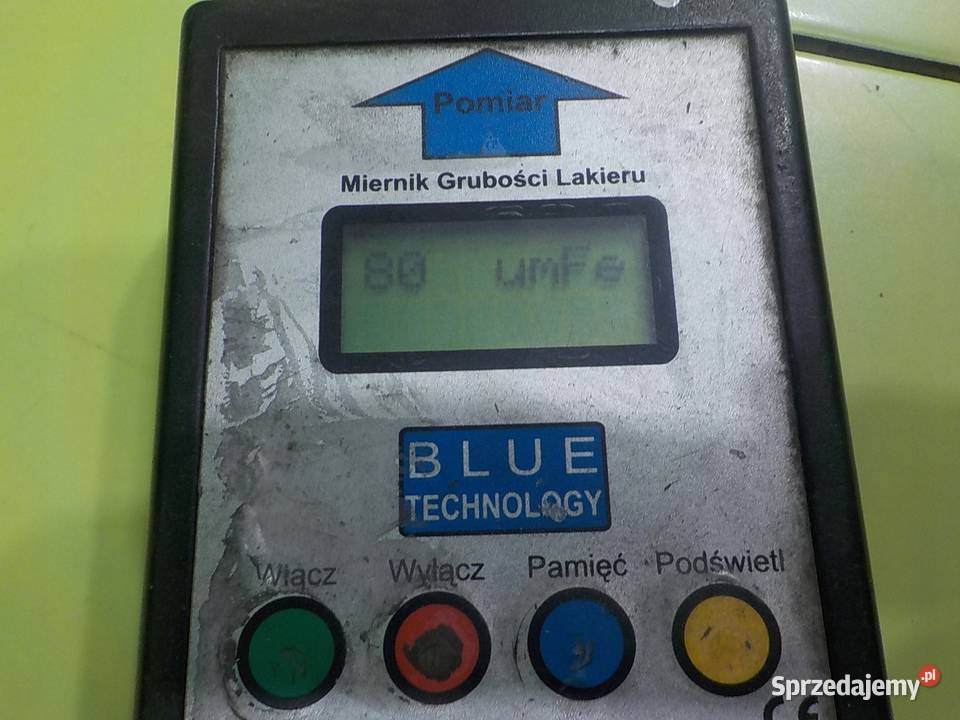 Pomiar
Miernik Grubości Lakieru
80 umFe
BLUE
TECHNOLOGY
Włącz Wyłącz Pamięć Podświetl
Sprzedajemy.pl